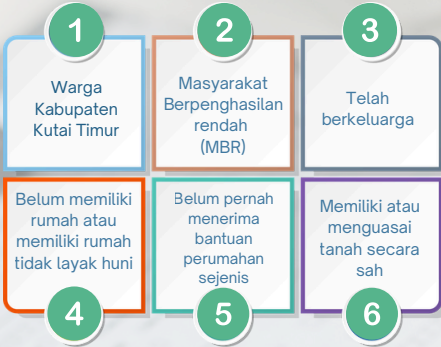 1
Warga
Kabupaten
Kutai Timur
2
Masyarakat
Berpenghasilan
rendah
(MBR)
3
Telah
berkeluarga
Belum memiliki
rumah atau
memiliki rumah
tidak layak huni
4
Belum pernah
menerima
bantuan
perumahan
sejenis
5
Memiliki atau
menguasai
tanah secara
sah
6